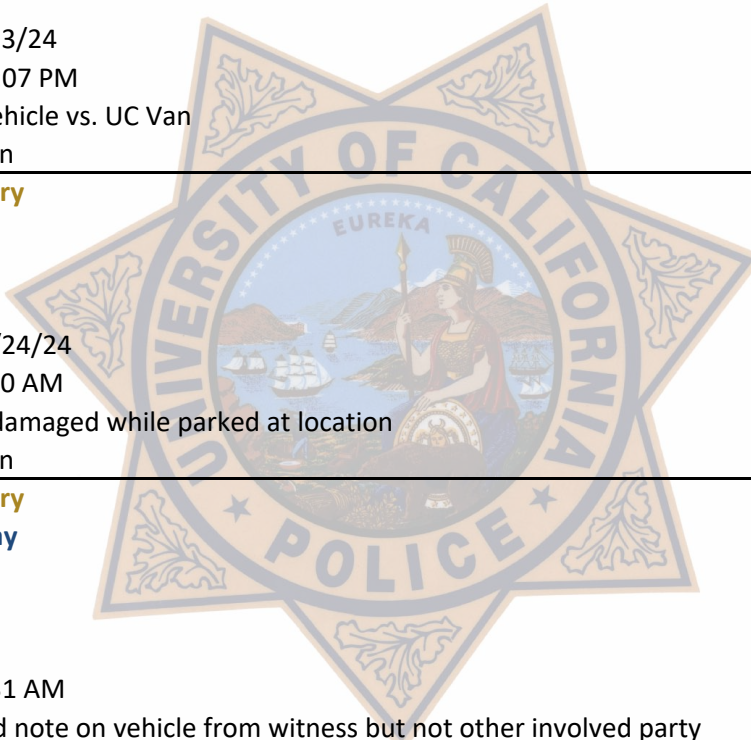 3/24
07 PM
ehicle vs. UC Van
n
ry
/24/24
0 AM
damaged while parked at location
n
ry
ay
1 AM
d note on vehicle from witness but not other involved party
UNIVERSITY OF CALIFORNIA
EUREKA
POLICE